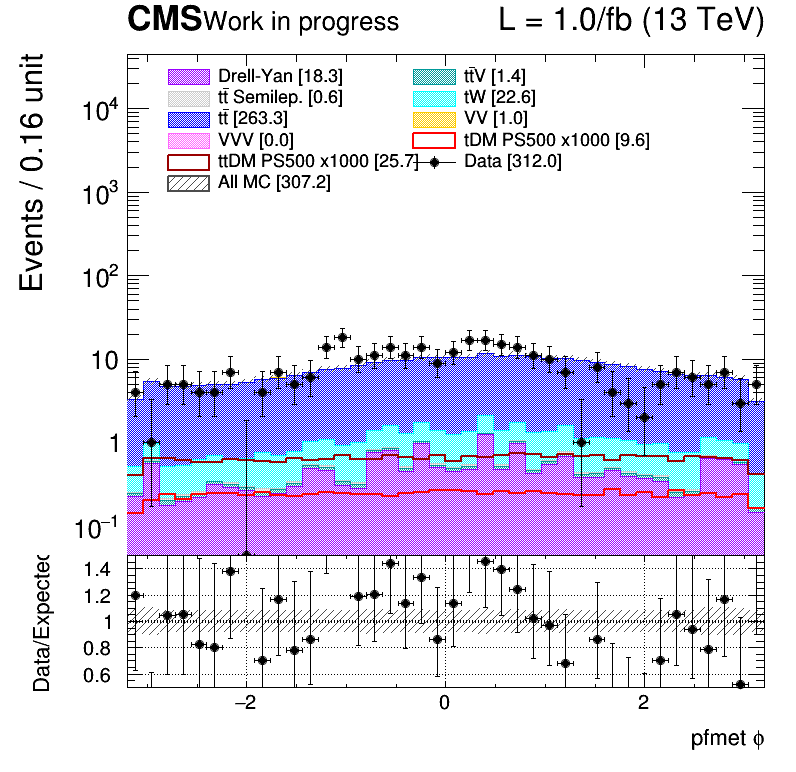 CMS Work in progress L = 1.0/fb (13 TeV)
Drell-Yan [18.3] tt̄V [1.4]
tt̄ Semilep. [0.6] tW [22.6]
tt̄ [263.3] VV [1.0]
VVV [0.0] tDM PS500 x1000 [9.6]
ttDM PS500 x1000 [25.7] Data [312.0]
All MC [307.2]
Events / 0.16 unit
10⁴
10³
10²
10
1
10⁻¹
Data/Expected
1.4
1.2
1
0.8
0.6
−2 0 2
pfmet ϕ